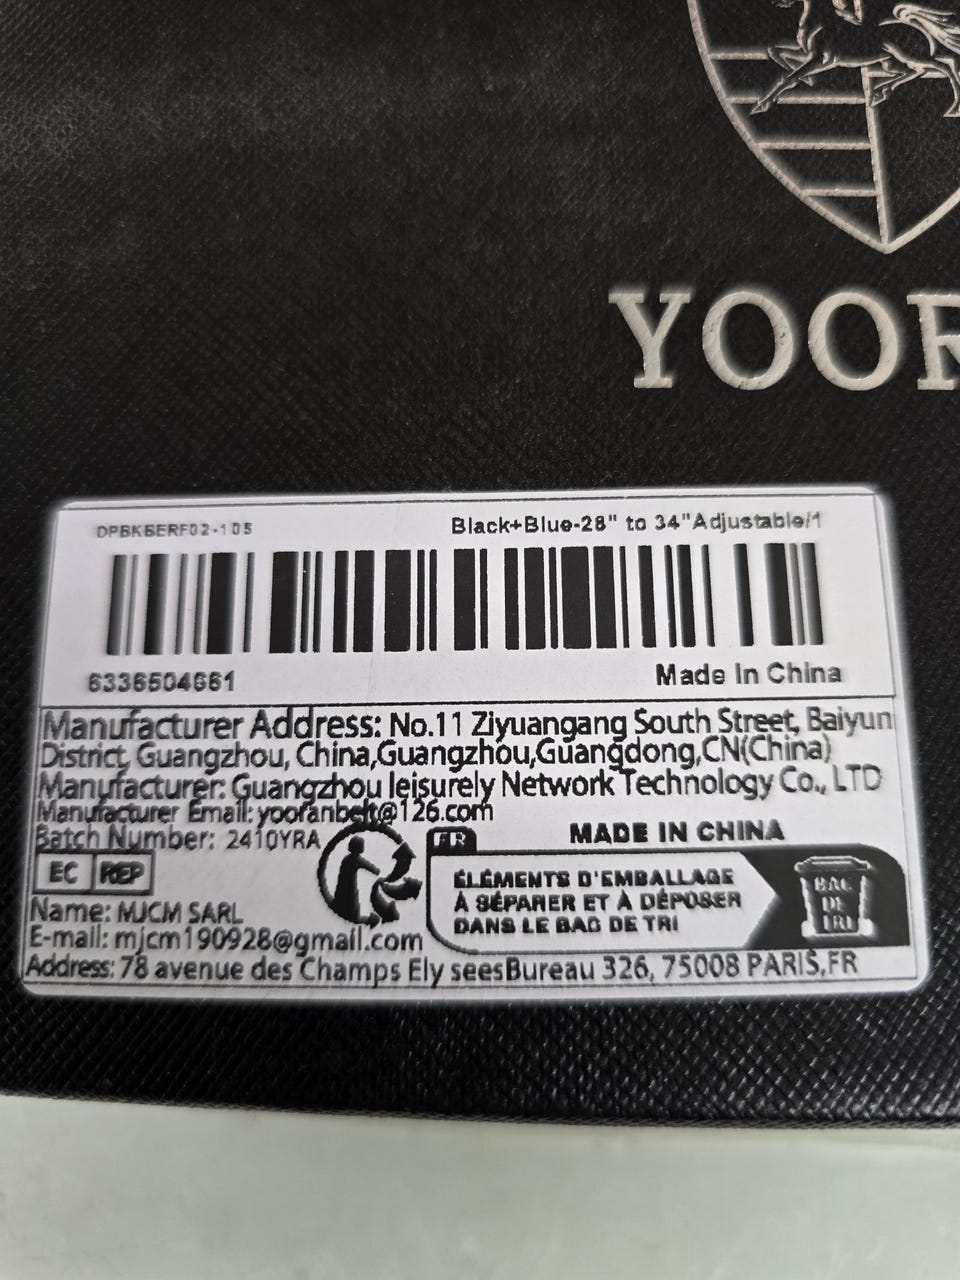 YOOR
Black+Blue-28" to 34"Adjustable/1
6336504661
Made In China
Manufacturer Address: No.11 Ziyuangang South Street, Baiyun
District, Guangzhou, China,Guangzhou,Guangdong,CN(China)
Manufacturer: Guangzhou leisurely Network Technology Co., LTD
Manufacturer Email: yooranbelt@126.com
Batch Number: 2410YRA
FR
MADE IN CHINA
EC REP
ÉLÉMENTS D'EMBALLAGE
À SÉPARER ET À DÉPOSER
DANS LE BAC DE TRI
BAC
DE
TRI
Name: MJCM SARL
E-mail: mjcm190928@gmail.com
Address: 78 avenue des Champs Ely seesBureau 326, 75008 PARIS,FR